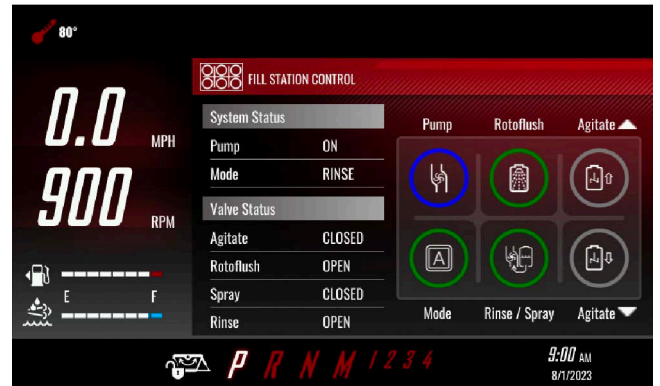 80°
FILL STATION CONTROL
0.0 MPH
900 RPM
System Status
Pump ON
Mode RINSE
Valve Status
Agitate CLOSED
Rotoflush OPEN
Spray CLOSED
Rinse OPEN
Pump Rotoflush Agitate
A
Mode Rinse / Spray Agitate
E F
P R N M 1 2 3 4
9:00 AM
8/1/2023